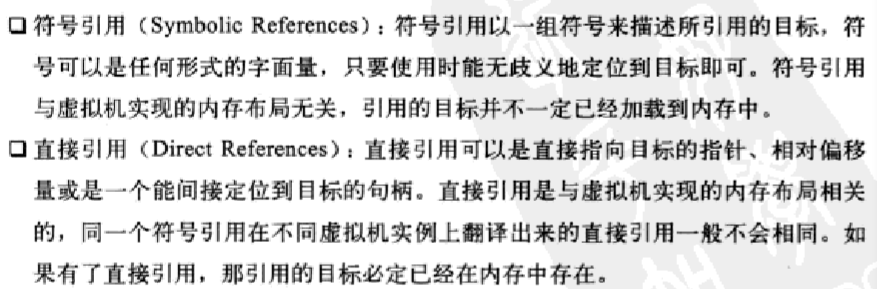 ❑ 符号引用（Symbolic References）：符号引用以一组符号来描述所引用的目标，符
号可以是任何形式的字面量，只要使用时能无歧义地定位到目标即可。符号引用
与虚拟机实现的内存布局无关，引用的目标并不一定已经加载到内存中。
❑ 直接引用（Direct References）：直接引用可以是直接指向目标的指针、相对偏移
量或是一个能间接定位到目标的句柄。直接引用是与虚拟机实现的内存布局相关
的，同一个符号引用在不同虚拟机实例上翻译出来的直接引用一般不会相同。如
果有了直接引用，那引用的目标必定已经在内存中存在。